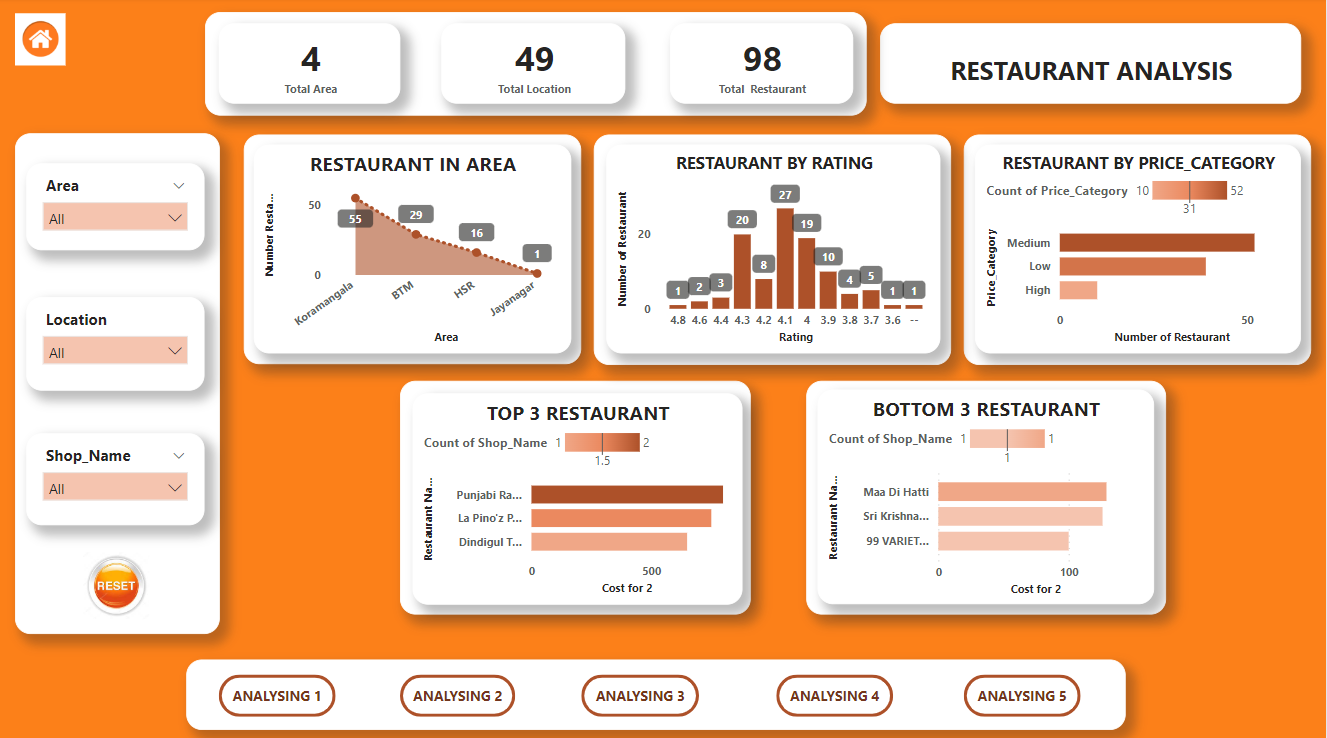 4
Total Area
49
Total Location
98
Total Restaurant
RESTAURANT ANALYSIS
Area
All
Location
All
Shop_Name
All
RESET
RESTAURANT IN AREA
Number Resta...
50
0
55
29
16
1
Koramangala
BTM
HSR
Jayanagar
Area
RESTAURANT BY RATING
Number of Restaurant
20
0
1
2
3
20
8
27
19
10
4
5
1
1
4.8 4.6 4.4 4.3 4.2 4.1 4 3.9 3.8 3.7 3.6 --
Rating
RESTAURANT BY PRICE_CATEGORY
Count of Price_Category 10 52
31
Price_Category
Medium
Low
High
0 50
Number of Restaurant
TOP 3 RESTAURANT
Count of Shop_Name 1 2
1.5
Restaurant Na...
Punjabi Ra...
La Pino'z P...
Dindigul T...
0 500
Cost for 2
BOTTOM 3 RESTAURANT
Count of Shop_Name 1 1
1
Restaurant Na...
Maa Di Hatti
Sri Krishna...
99 VARIET...
0 100
Cost for 2
ANALYSING 1
ANALYSING 2
ANALYSING 3
ANALYSING 4
ANALYSING 5